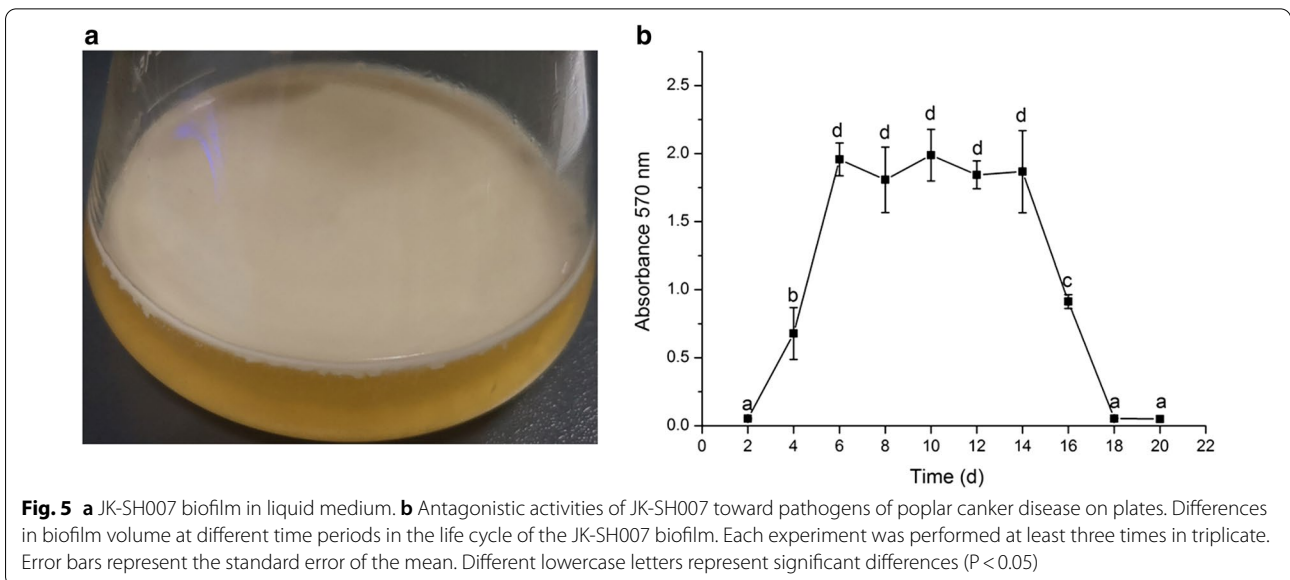 a
b
Absorbance 570 nm
2.5
2.0
1.5
1.0
0.5
0.0
a
b
d
d
d
d
d
c
a
a
0 2 4 6 8 10 12 14 16 18 20 22
Time (d)
Fig. 5 a JK-SH007 biofilm in liquid medium. b Antagonistic activities of JK-SH007 toward pathogens of poplar canker disease on plates. Differences
in biofilm volume at different time periods in the life cycle of the JK-SH007 biofilm. Each experiment was performed at least three times in triplicate.
Error bars represent the standard error of the mean. Different lowercase letters represent significant differences (P < 0.05)